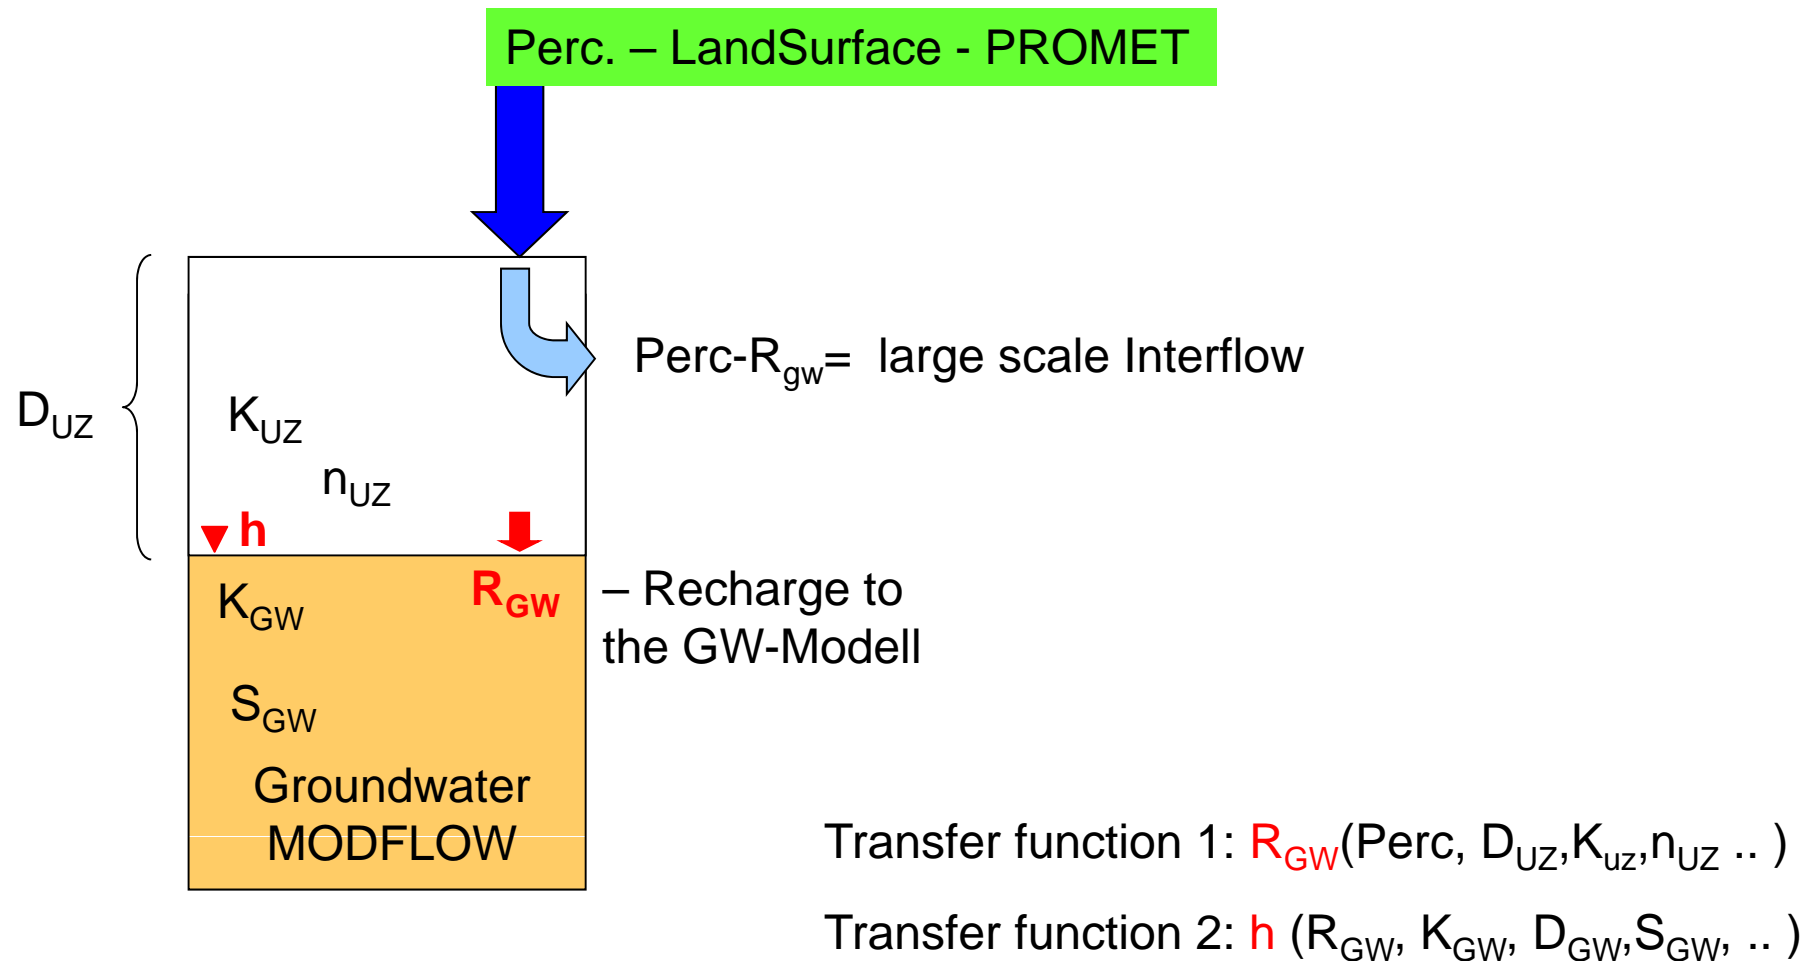 Perc. – LandSurface - PROMET
Perc-Rgw= large scale Interflow
DUZ
KUZ
nUZ
h
KGW
RGW
– Recharge to
the GW-Modell
SGW
Groundwater
MODFLOW
Transfer function 1: RGW(Perc, DUZ,Kuz,nUZ .. )
Transfer function 2: h (RGW, KGW, DGW,SGW, .. )